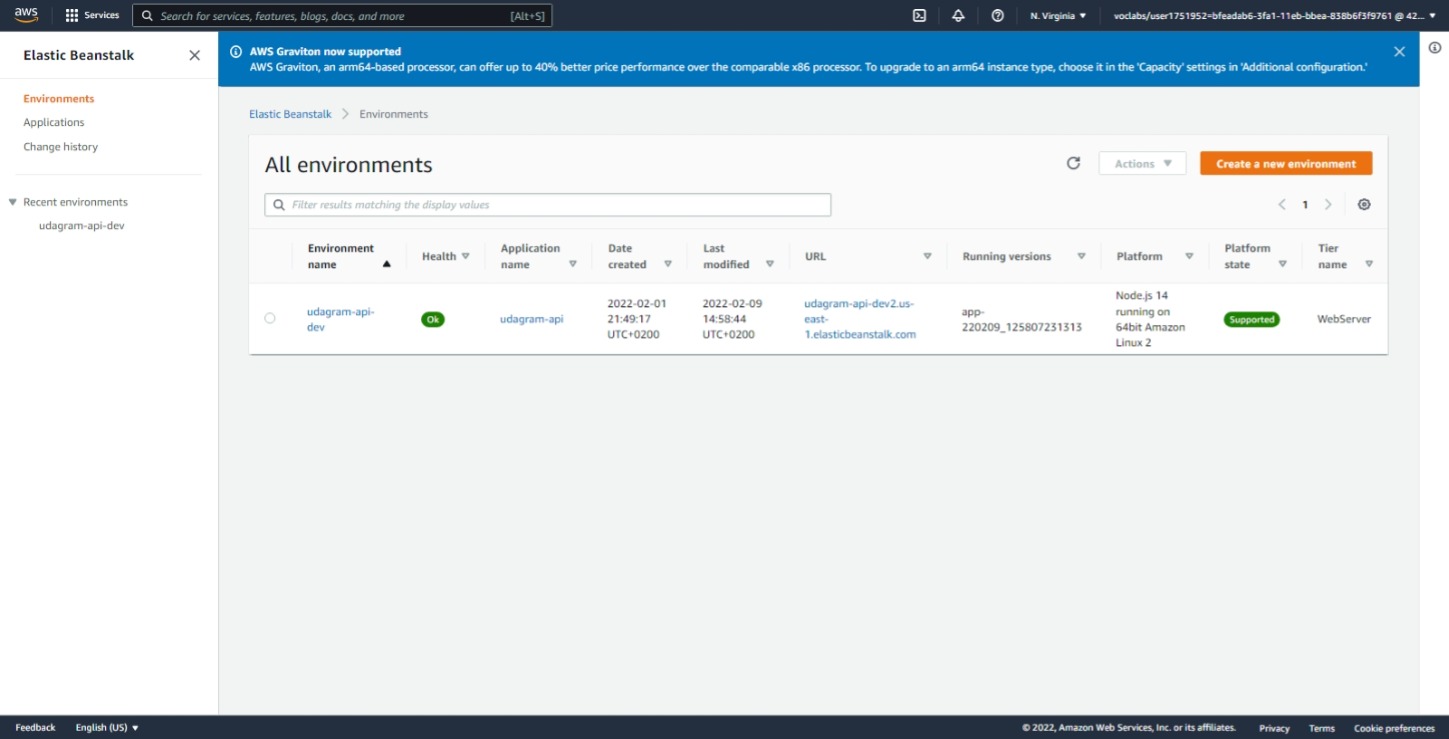 aws
Services
Search for services, features, blogs, docs, and more
[Alt+S]
N. Virginia
voclabs/user1751952=bfeadab6-3fa1-11eb-bbea-838b6f3f9761 @ 42...
Elastic Beanstalk
Environments
Applications
Change history
Recent environments
udagram-api-dev
AWS Graviton now supported
AWS Graviton, an arm64-based processor, can offer up to 40% better price performance over the comparable x86 processor. To upgrade to an arm64 instance type, choose it in the 'Capacity' settings in 'Additional configuration.'
Elastic Beanstalk
Environments
All environments
Actions
Create a new environment
Filter results matching the display values
1
Environment
name
Health
Application
name
Date
created
Last
modified
URL
Running versions
Platform
Platform
state
Tier
name
udagram-api-
dev
Ok
udagram-api
2022-02-01
21:49:17
UTC+0200
2022-02-09
14:58:44
UTC+0200
udagram-api-dev2.us-
east-
1.elasticbeanstalk.com
app-
220209_125807231313
Node.js 14
running on
64bit Amazon
Linux 2
Supported
WebServer
Feedback
English (US)
© 2022, Amazon Web Services, Inc. or its affiliates.
Privacy
Terms
Cookie preferences